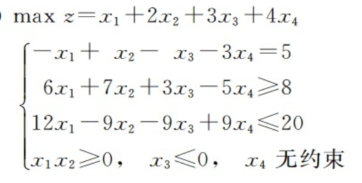 max z=x₁+2x₂+3x₃+4x₄
−x₁+ x₂− x₃−3x₄=5
6x₁+7x₂+3x₃−5x₄⩾8
12x₁−9x₂−9x₃+9x₄⩽20
x₁x₂⩾0, x₃⩽0, x₄ 无约束